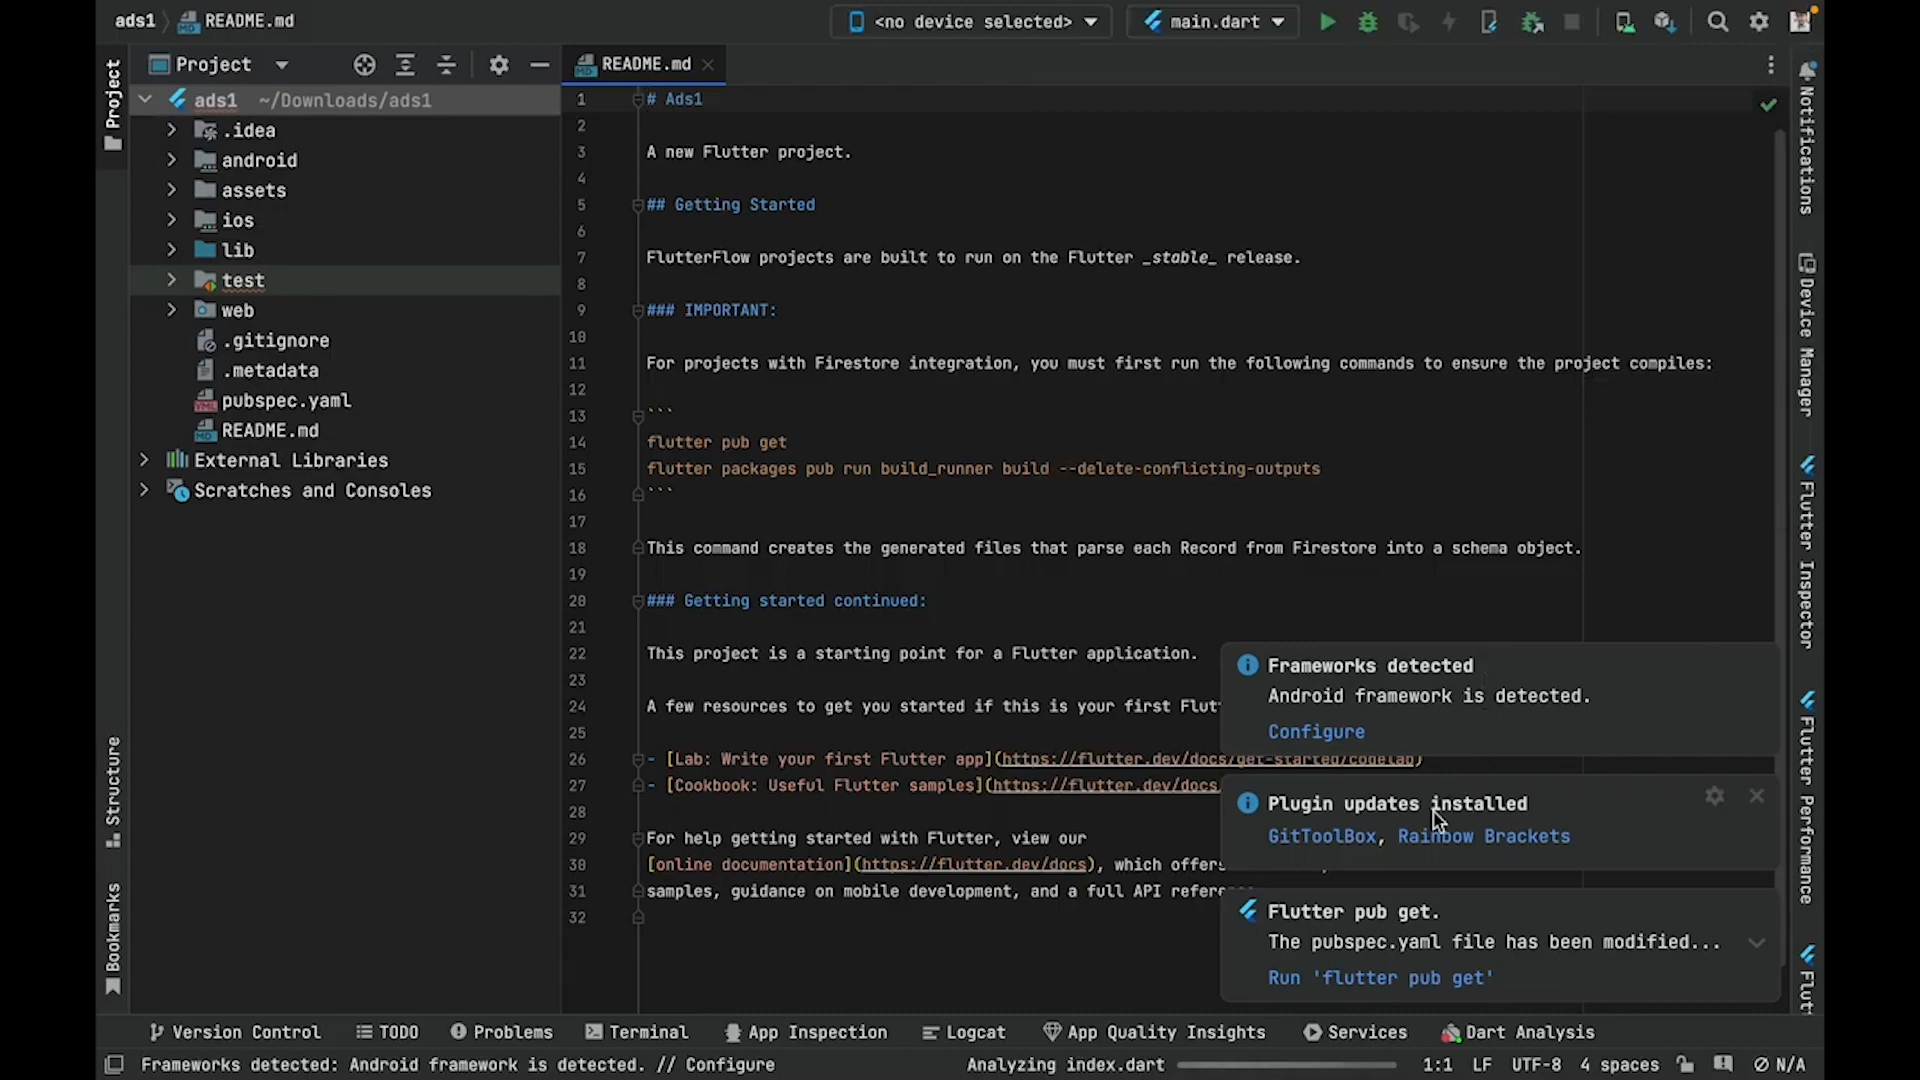 ads1 README.md
<no device selected>
main.dart
Project
Project
ads1 ~/Downloads/ads1
.idea
android
assets
ios
lib
test
web
.gitignore
.metadata
pubspec.yaml
README.md
External Libraries
Scratches and Consoles
Structure
Bookmarks
README.md
1 # Ads1
2
3 A new Flutter project.
4
5 ## Getting Started
6
7 FlutterFlow projects are built to run on the Flutter _stable_ release.
8
9 ### IMPORTANT:
10
11 For projects with Firestore integration, you must first run the following commands to ensure the project compiles:
12
13 ```
14 flutter pub get
15 flutter packages pub run build_runner build --delete-conflicting-outputs
16 ```
17
18 This command creates the generated files that parse each Record from Firestore into a schema object.
19
20 ### Getting started continued:
21
22 This project is a starting point for a Flutter application.
23
24 A few resources to get you started if this is your first Flut
25
26 - [Lab: Write your first Flutter app](https://flutter.dev/docs/get-started/codelab)
27 - [Cookbook: Useful Flutter samples](https://flutter.dev/docs
28
29 For help getting started with Flutter, view our
30 [online documentation](https://flutter.dev/docs), which offers
31 samples, guidance on mobile development, and a full API reference
32
Frameworks detected
Android framework is detected.
Configure
Plugin updates installed
GitToolBox, Rainbow Brackets
Flutter pub get.
The pubspec.yaml file has been modified...
Run 'flutter pub get'
Notifications
Device Manager
Flutter Inspector
Flutter Performance
Flut
Version Control TODO Problems Terminal App Inspection Logcat App Quality Insights Services Dart Analysis
Frameworks detected: Android framework is detected. // Configure Analyzing index.dart 1:1 LF UTF-8 4 spaces N/A